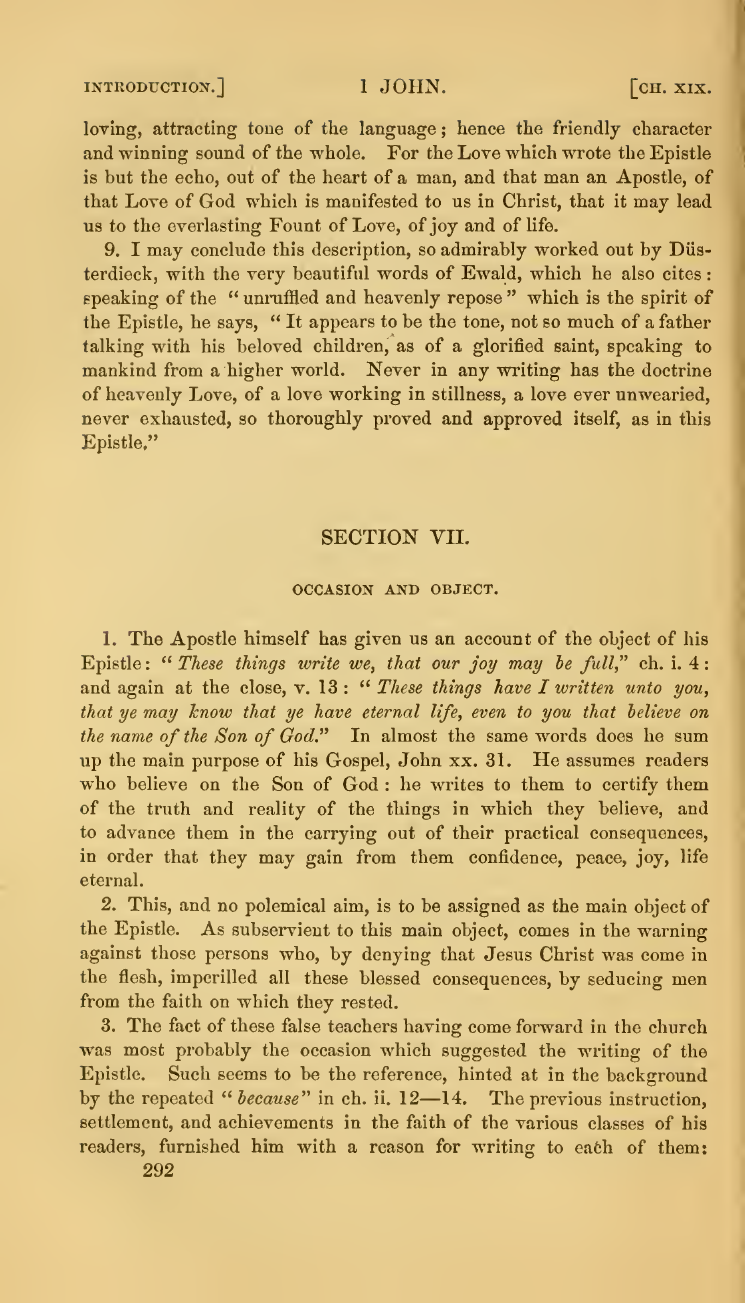 INTRODUCTION.] 1 JOHN. [CH. XIX.
loving, attracting tone of the language; hence the friendly character
and winning sound of the whole. For the Love which wrote the Epistle
is but the echo, out of the heart of a man, and that man an Apostle, of
that Love of God which is manifested to us in Christ, that it may lead
us to the everlasting Fount of Love, of joy and of life.
9. I may conclude this description, so admirably worked out by Düs-
terdieck, with the very beautiful words of Ewald, which he also cites:
speaking of the “unruffled and heavenly repose” which is the spirit of
the Epistle, he says, “It appears to be the tone, not so much of a father
talking with his beloved children, as of a glorified saint, speaking to
mankind from a higher world. Never in any writing has the doctrine
of heavenly Love, of a love working in stillness, a love ever unwearied,
never exhausted, so thoroughly proved and approved itself, as in this
Epistle.”
SECTION VII.
OCCASION AND OBJECT.
1. The Apostle himself has given us an account of the object of his
Epistle: “These things write we, that our joy may be full,” ch. i. 4:
and again at the close, v. 13: “These things have I written unto you,
that ye may know that ye have eternal life, even to you that believe on
the name of the Son of God.” In almost the same words does he sum
up the main purpose of his Gospel, John xx. 31. He assumes readers
who believe on the Son of God: he writes to them to certify them
of the truth and reality of the things in which they believe, and
to advance them in the carrying out of their practical consequences,
in order that they may gain from them confidence, peace, joy, life
eternal.
2. This, and no polemical aim, is to be assigned as the main object of
the Epistle. As subservient to this main object, comes in the warning
against those persons who, by denying that Jesus Christ was come in
the flesh, imperilled all these blessed consequences, by seducing men
from the faith on which they rested.
3. The fact of these false teachers having come forward in the church
was most probably the occasion which suggested the writing of the
Epistle. Such seems to be the reference, hinted at in the background
by the repeated “because” in ch. ii. 12—14. The previous instruction,
settlement, and achievements in the faith of the various classes of his
readers, furnished him with a reason for writing to each of them:
292